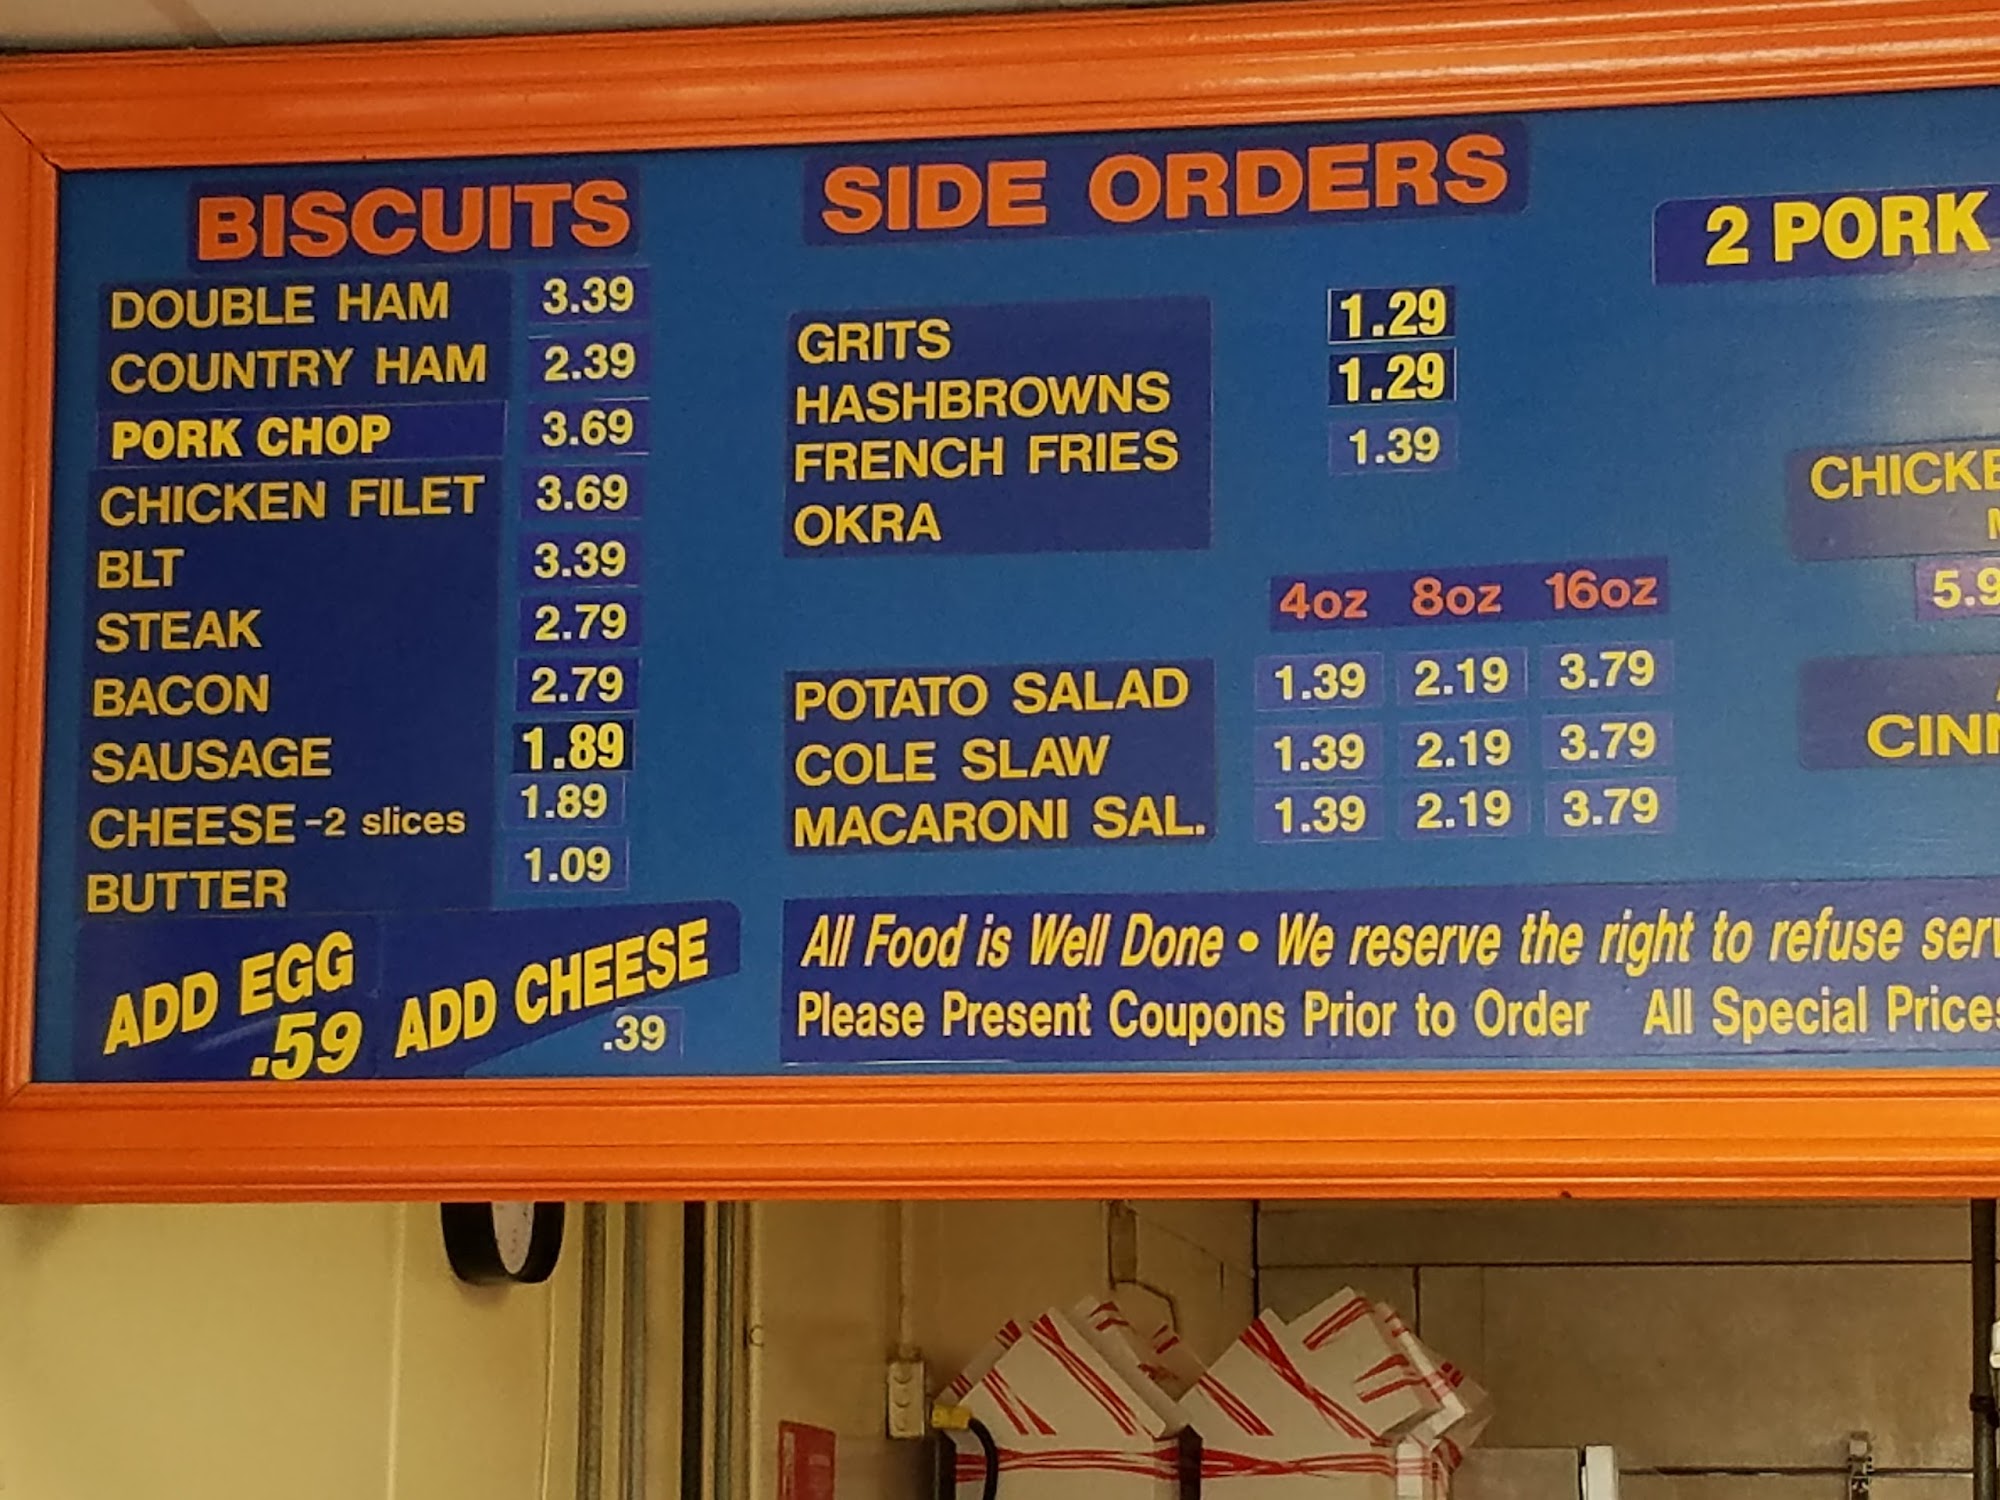 BISCUITS
DOUBLE HAM 3.39
COUNTRY HAM 2.39
PORK CHOP 3.69
CHICKEN FILET 3.69
BLT 3.39
STEAK 2.79
BACON 2.79
SAUSAGE 1.89
CHEESE -2 slices 1.89
BUTTER 1.09
ADD EGG .59
ADD CHEESE .39
SIDE ORDERS
GRITS 1.29
HASHBROWNS 1.29
FRENCH FRIES 1.39
OKRA
4oz 8oz 16oz
POTATO SALAD 1.39 2.19 3.79
COLE SLAW 1.39 2.19 3.79
MACARONI SAL. 1.39 2.19 3.79
All Food is Well Done • We reserve the right to refuse
Please Present Coupons Prior to Order All Special
2 PORK